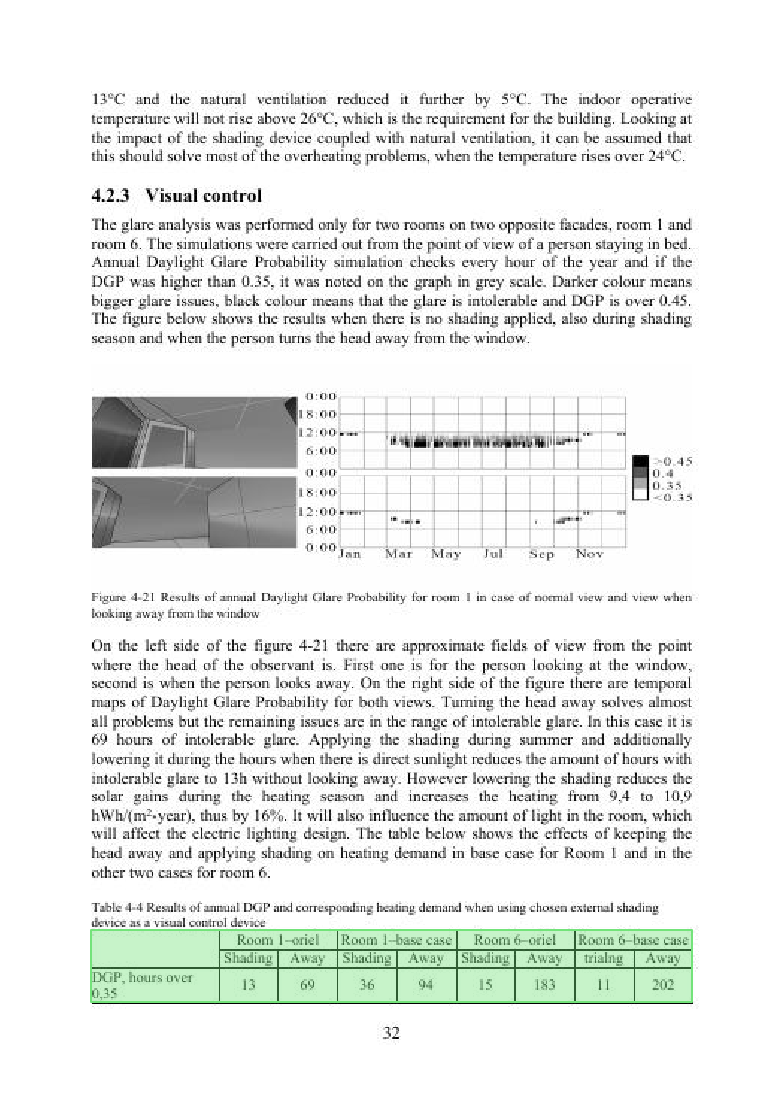 13°C and the natural ventilation reduced it further by 5°C. The indoor operative
temperature will not rise above 26°C, which is the requirement for the building. Looking at
the impact of the shading device coupled with natural ventilation, it can be assumed that
this should solve most of the overheating problems, when the temperature rises over 24°C.
4.2.3 Visual control
The glare analysis was performed only for two rooms on two opposite facades, room 1 and
room 6. The simulations were carried out from the point of view of a person staying in bed.
Annual Daylight Glare Probability simulation checks every hour of the year and if the
DGP was higher than 0.35, it was noted on the graph in grey scale. Darker colour means
bigger glare issues, black colour means that the glare is intolerable and DGP is over 0.45.
The figure below shows the results when there is no shading applied, also during shading
season and when the person turns the head away from the window.
0:00
18:00
12:00
6:00
0:00
18:00
12:00
6:00
0:00
Jan Mar May Jul Sep Nov
>0.45
0.4
0.35
<0.35
Figure 4-21 Results of annual Daylight Glare Probability for room 1 in case of normal view and view when
looking away from the window
On the left side of the figure 4-21 there are approximate fields of view from the point
where the head of the observant is. First one is for the person looking at the window,
second is when the person looks away. On the right side of the figure there are temporal
maps of Daylight Glare Probability for both views. Turning the head away solves almost
all problems but the remaining issues are in the range of intolerable glare. In this case it is
69 hours of intolerable glare. Applying the shading during summer and additionally
lowering it during the hours when there is direct sunlight reduces the amount of hours with
intolerable glare to 13h without looking away. However lowering the shading reduces the
solar gains during the heating season and increases the heating from 9,4 to 10,9
hWh/(m²·year), thus by 16%. It will also influence the amount of light in the room, which
will affect the electric lighting design. The table below shows the effects of keeping the
head away and applying shading on heating demand in base case for Room 1 and in the
other two cases for room 6.
Table 4-4 Results of annual DGP and corresponding heating demand when using chosen external shading
device as a visual control device
Room 1–oriel Room 1–base case Room 6–oriel Room 6–base case
Shading Away Shading Away Shading Away trialng Away
DGP, hours over
0,35 13 69 36 94 15 183 11 202
32